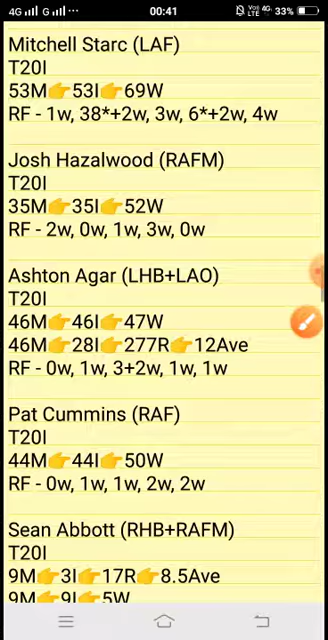 4G G 00:41 Vo) LTE 4G 33%
Mitchell Starc (LAF)
T20I
53M👉53I👉69W
RF - 1w, 38*+2w, 3w, 6*+2w, 4w
Josh Hazalwood (RAFM)
T20I
35M👉35I👉52W
RF - 2w, 0w, 1w, 3w, 0w
Ashton Agar (LHB+LAO)
T20I
46M👉46I👉47W
46M👉28I👉277R👉12Ave
RF - 0w, 1w, 3+2w, 1w, 1w
Pat Cummins (RAF)
T20I
44M👉44I👉50W
RF - 0w, 1w, 1w, 2w, 2w
Sean Abbott (RHB+RAFM)
T20I
9M👉3I👉17R👉8.5Ave
9M👉9I👉5W